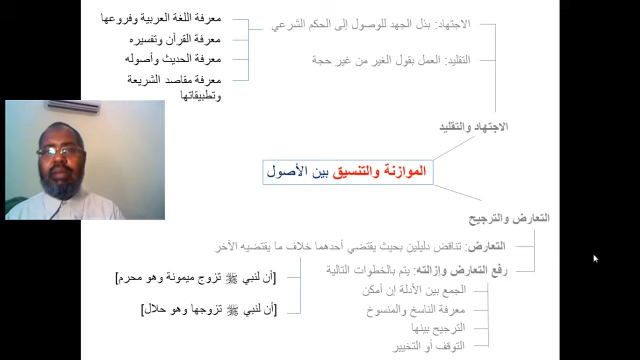 الاجتهاد: بذل الجهد للوصول إلى الحكم الشرعي
معرفة اللغة العربية وفروعها
معرفة القرآن وتفسيره
معرفة الحديث وأصوله
معرفة مقاصد الشريعة
وتطبيقاتها
التقليد: العمل بقول الغير من غير حجة
الاجتهاد والتقليد
الموازنة والتنسيق بين الأصول
التعارض والترجيح
التعارض: تناقض دليلين بحيث يقتضي أحدهما خلاف ما يقتضيه الآخر
[أن لنبي ﷺ تزوج ميمونة وهو محرم]
[أن لنبي ﷺ تزوجها وهو حلال]
رفع التعارض وإزالته: يتم بالخطوات التالية
الجمع بين الأدلة إن أمكن
معرفة الناسخ والمنسوخ
الترجيح بينها
التوقف أو التخيير